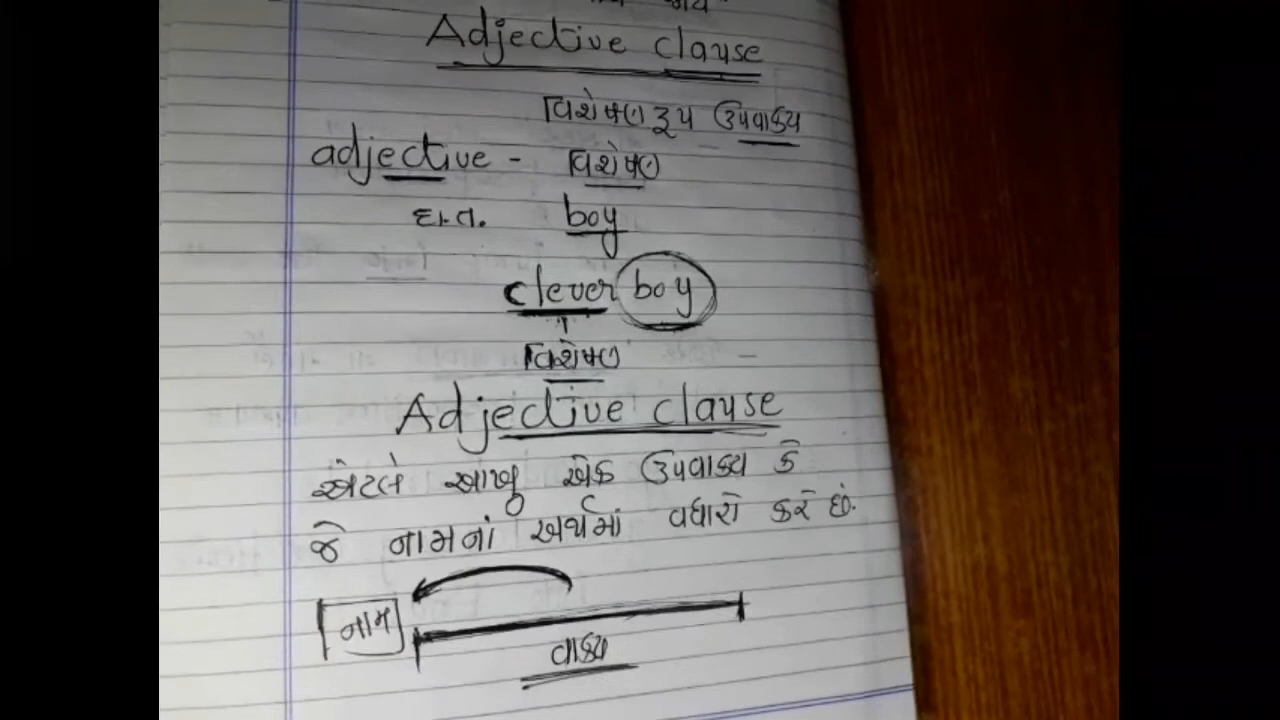 Adjective clause
વિશેષણ રૂપ ઉપવાક્ય
adjective - વિશેષણ
દા.ત. boy
clever boy
વિશેષણ
Adjective clause
એટલે આખુ એક ઉપવાક્ય કે
જે નામનાં અર્થમાં વધારો કરે છે.
નામ
વાક્ય